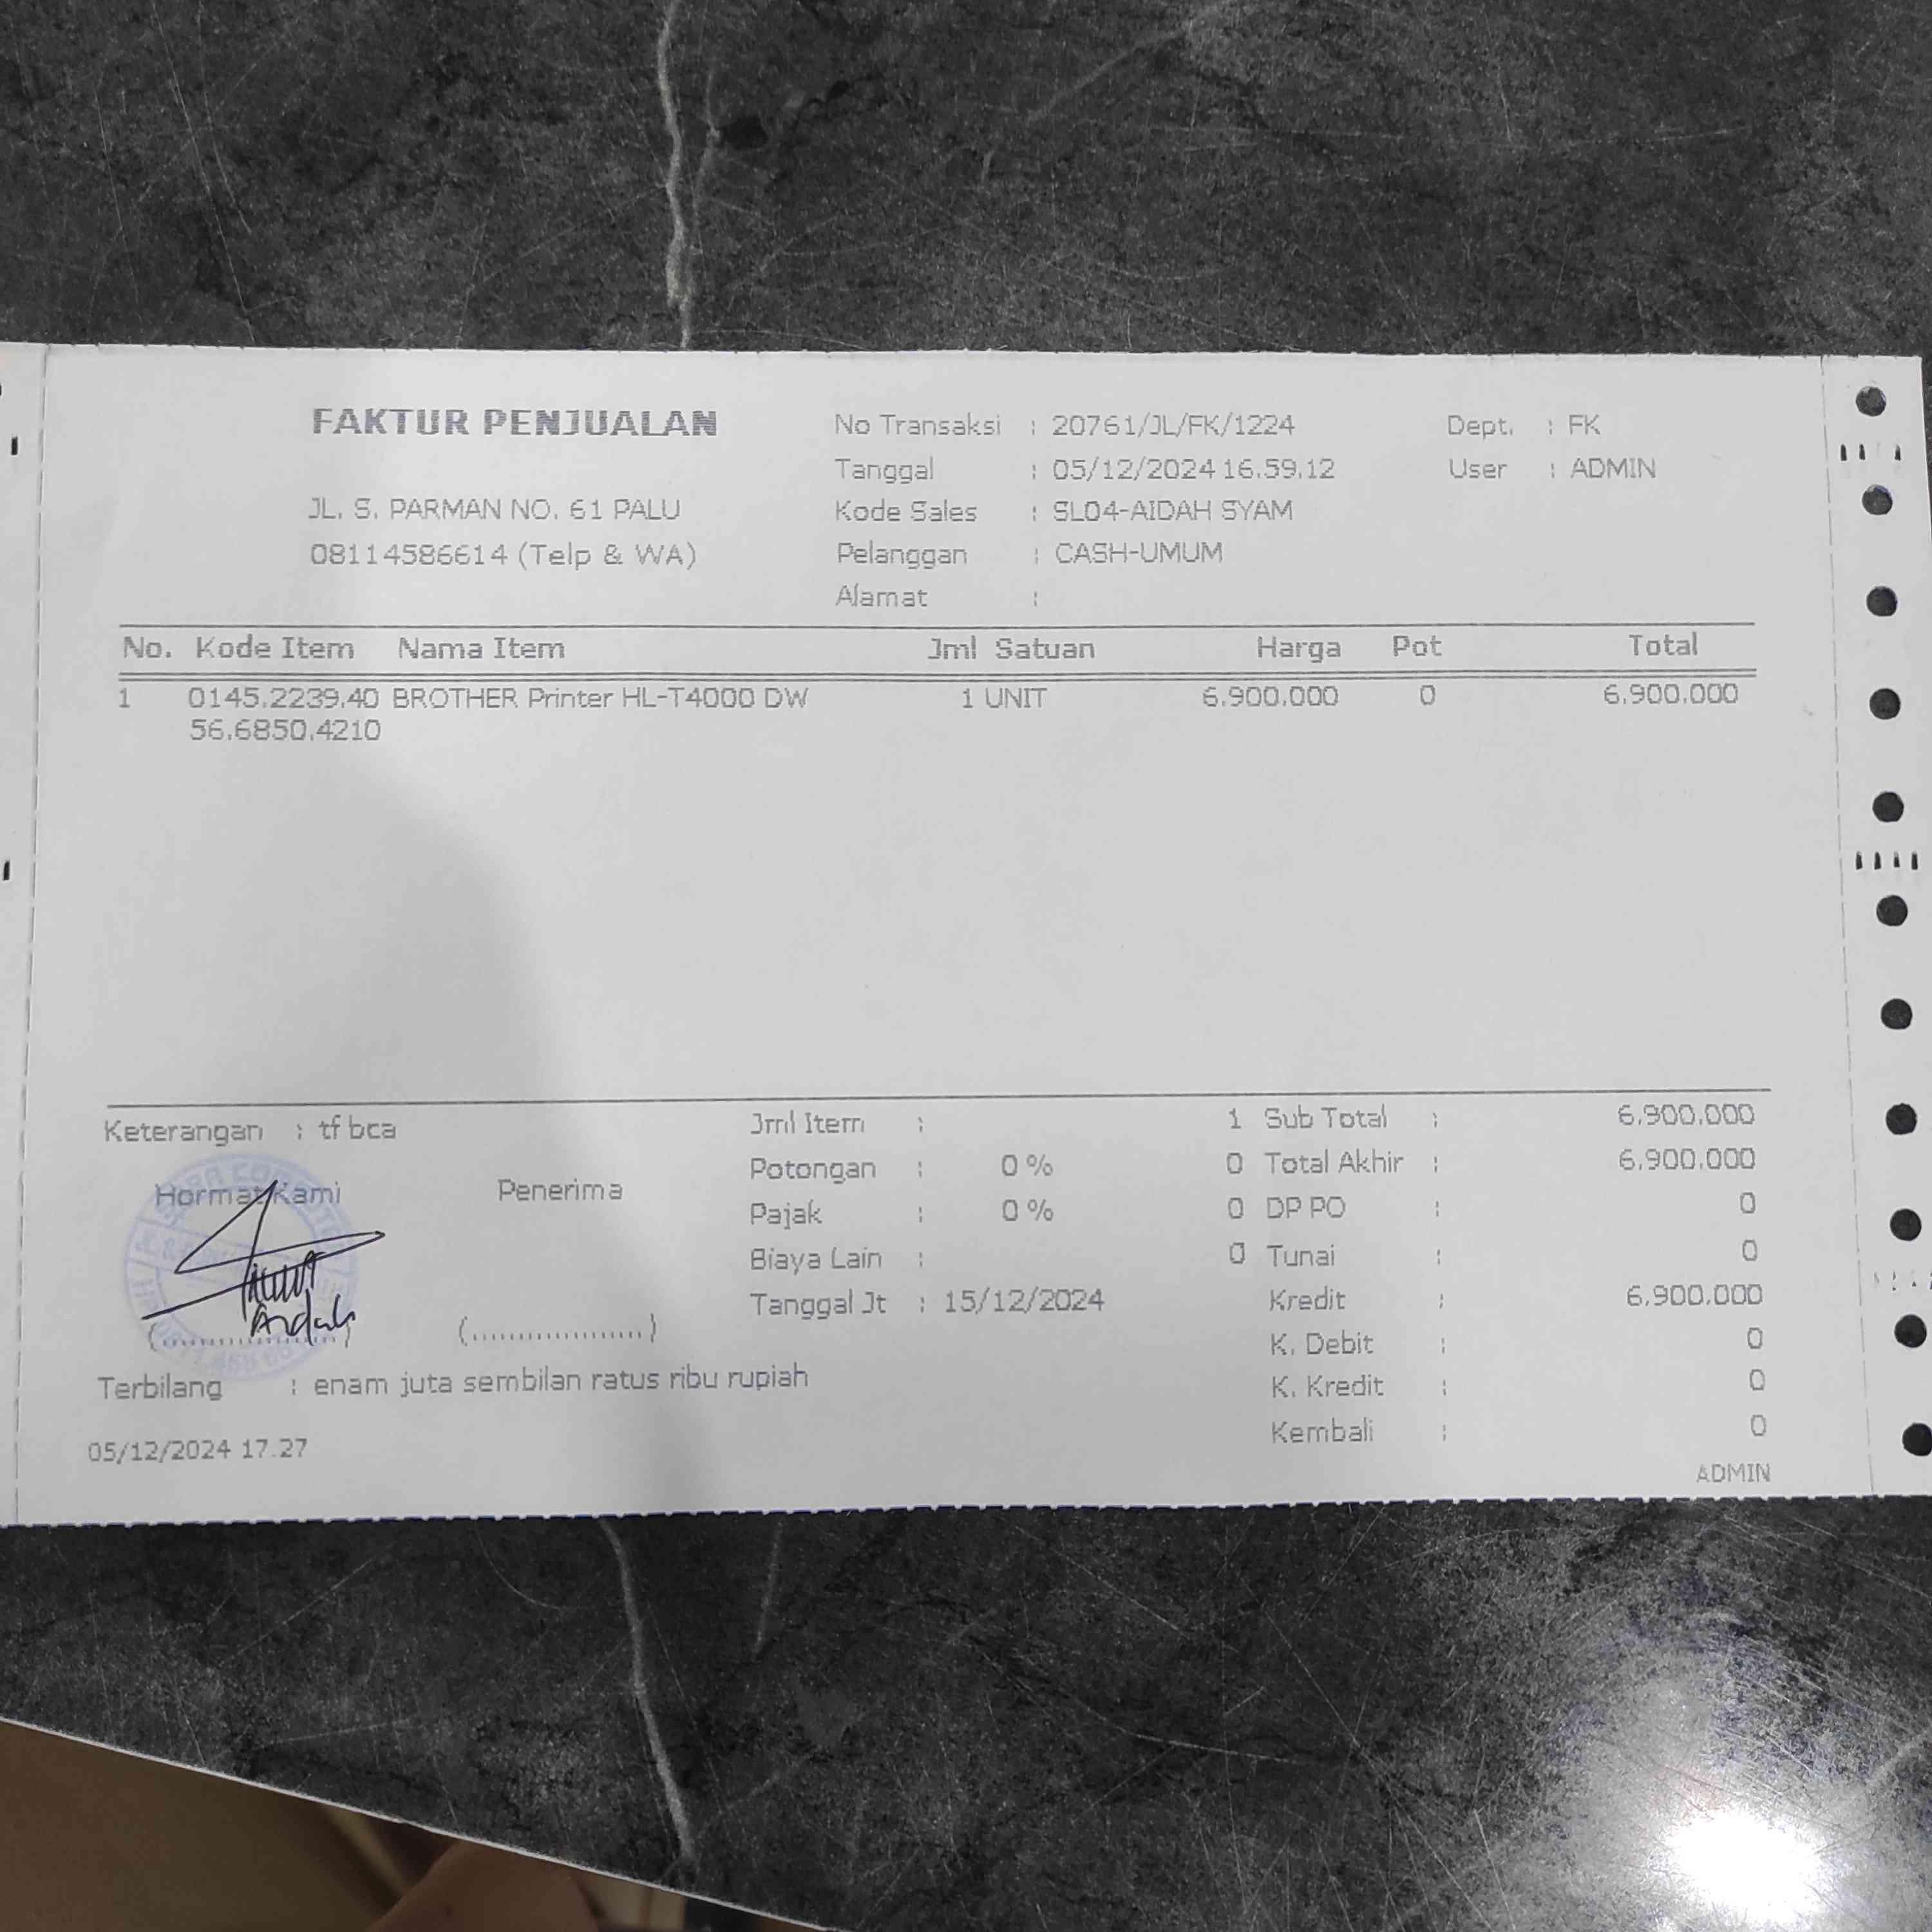 FAKTUR PENJUALAN
JL. S. PARMAN NO. 61 PALU
08114586614 (Telp & WA)
No Transaksi : 20761/JL/FK/1224
Tanggal : 05/12/2024 16.59.12
Kode Sales : SL04-AIDAH SYAM
Pelanggan : CASH-UMUM
Alamat :
Dept. : FK
User : ADMIN
No. Kode Item Nama Item Jml Satuan Harga Pot Total
1 0145.2239.40 BROTHER Printer HL-T4000 DW 1 UNIT 6.900.000 0 6.900.000
56.6850.4210
Keterangan : tf bca
Hormat Kami Penerima
Aidah
(....................) (....................)
Terbilang : enam juta sembilan ratus ribu rupiah
05/12/2024 17.27
Jml Item : 1
Potongan : 0 % 0
Pajak : 0 % 0
Biaya Lain : 0
Tanggal Jt : 15/12/2024
Sub Total : 6.900.000
Total Akhir : 6.900.000
DP PO : 0
Tunai : 0
Kredit : 6.900.000
K. Debit : 0
K. Kredit : 0
Kembali : 0
ADMIN